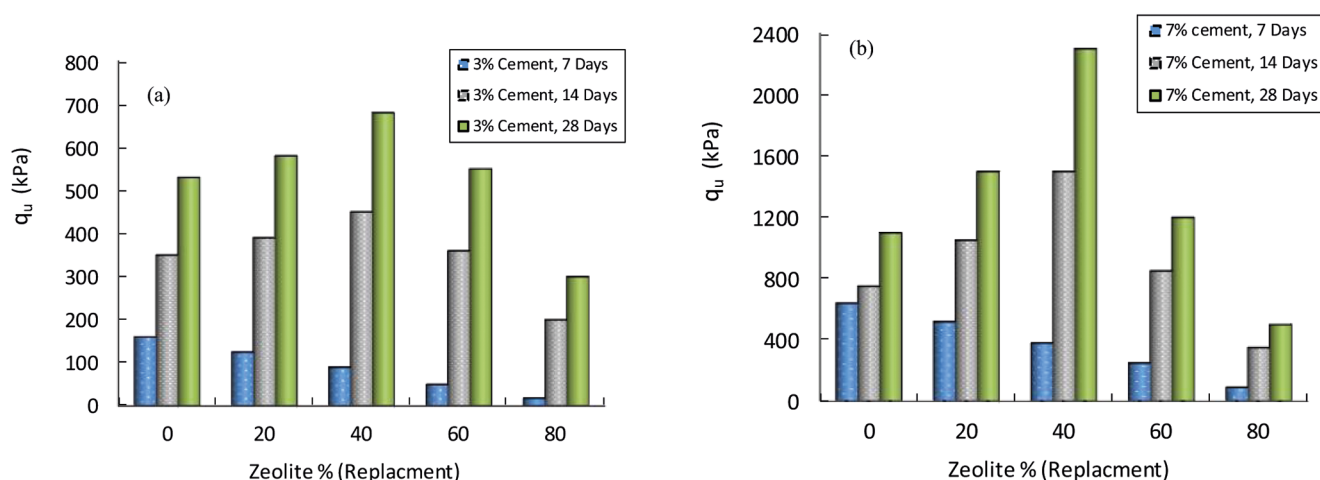 (a)
3% Cement, 7 Days
3% Cement, 14 Days
3% Cement, 28 Days
800
700
600
500
400
300
200
100
0
qu (kPa)
0 20 40 60 80
Zeolite % (Replacment)
(b)
7% cement, 7 Days
7% Cement, 14 Days
7% Cement, 28 Days
2400
2000
1600
1200
800
400
0
qu (kPa)
0 20 40 60 80
Zeolite % (Replacment)